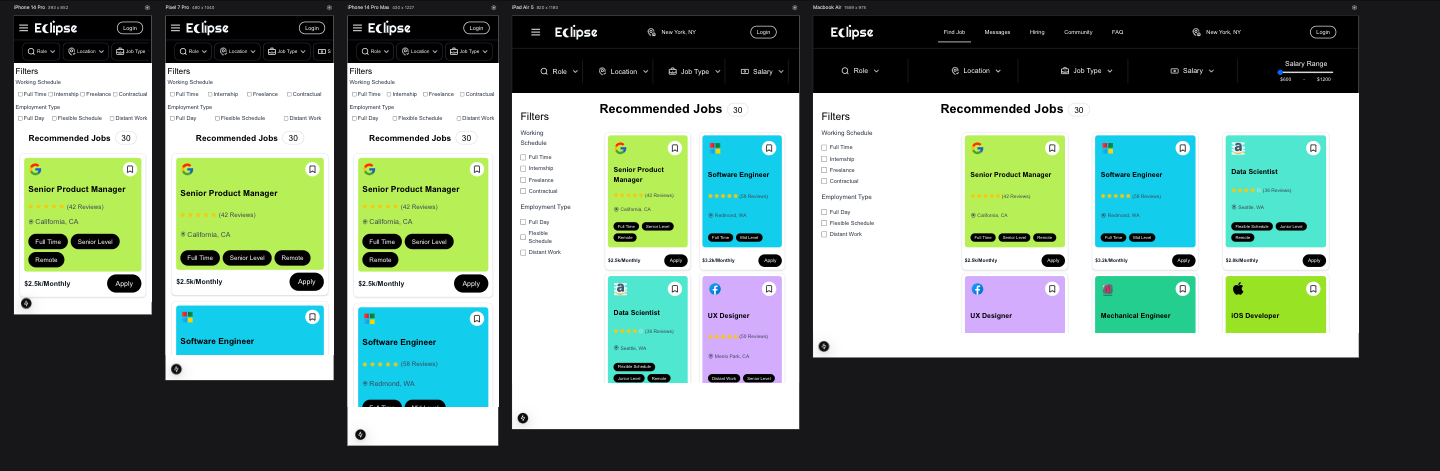 iPhone 14 Pro 393 x 852
Eclipse
Login
Role
Location
Job Type
Filters
Working Schedule
Full Time
Internship
Freelance
Contractual
Employment Type
Full Day
Flexible Schedule
Distant Work
Recommended Jobs 30
Senior Product Manager
(42 Reviews)
California, CA
Full Time
Senior Level
Remote
$2.5k/Monthly
Apply
Pixel 7 Pro
Eclipse
Login
Role
Location
Job Type
S
Filters
Working Schedule
Full Time
Internship
Freelance
Contractual
Employment Type
Full Day
Flexible Schedule
Distant Work
Recommended Jobs 30
Senior Product Manager
(42 Reviews)
California, CA
Full Time
Senior Level
Remote
$2.5k/Monthly
Apply
Software Engineer
iPhone 14 Pro Max
Eclipse
Login
Role
Location
Job Type
Filters
Working Schedule
Full Time
Internship
Freelance
Contractual
Employment Type
Full Day
Flexible Schedule
Distant Work
Recommended Jobs 30
Senior Product Manager
(42 Reviews)
California, CA
Full Time
Senior Level
Remote
$2.5k/Monthly
Apply
Software Engineer
(58 Reviews)
Redmond, WA
iPad Air 5 820 x 1180
Eclipse
New York, NY
Login
Role
Location
Job Type
Salary
Filters
Working
Schedule
Full Time
Internship
Freelance
Contractual
Employment Type
Full Day
Flexible
Schedule
Distant Work
Recommended Jobs 30
Senior Product
Manager
(42 Reviews)
California, CA
Full Time
Senior Level
Remote
$2.5k/Monthly
Apply
Software Engineer
(58 Reviews)
Redmond, WA
Full Time
Mid Level
$3.2k/Monthly
Apply
a
Data Scientist
(36 Reviews)
Seattle, WA
Flexible Schedule
Junior Level
Remote
UX Designer
(50 Reviews)
Menlo Park, CA
Distant Work
Senior Level
Macbook Air
Eclipse
Find Job
Messages
Hiring
Community
FAQ
New York, NY
Login
Role
Location
Job Type
Salary
Salary Range
$600 - $1200
Filters
Working Schedule
Full Time
Internship
Freelance
Contractual
Employment Type
Full Day
Flexible Schedule
Distant Work
Recommended Jobs 30
Senior Product Manager
(42 Reviews)
California, CA
Full Time
Senior Level
Remote
$2.5k/Monthly
Apply
Software Engineer
(58 Reviews)
Redmond, WA
Full Time
Mid Level
$3.2k/Monthly
Apply
a
Data Scientist
(36 Reviews)
Seattle, WA
Flexible Schedule
Junior Level
Remote
$2.8k/Monthly
Apply
UX Designer
Mechanical Engineer
iOS Developer